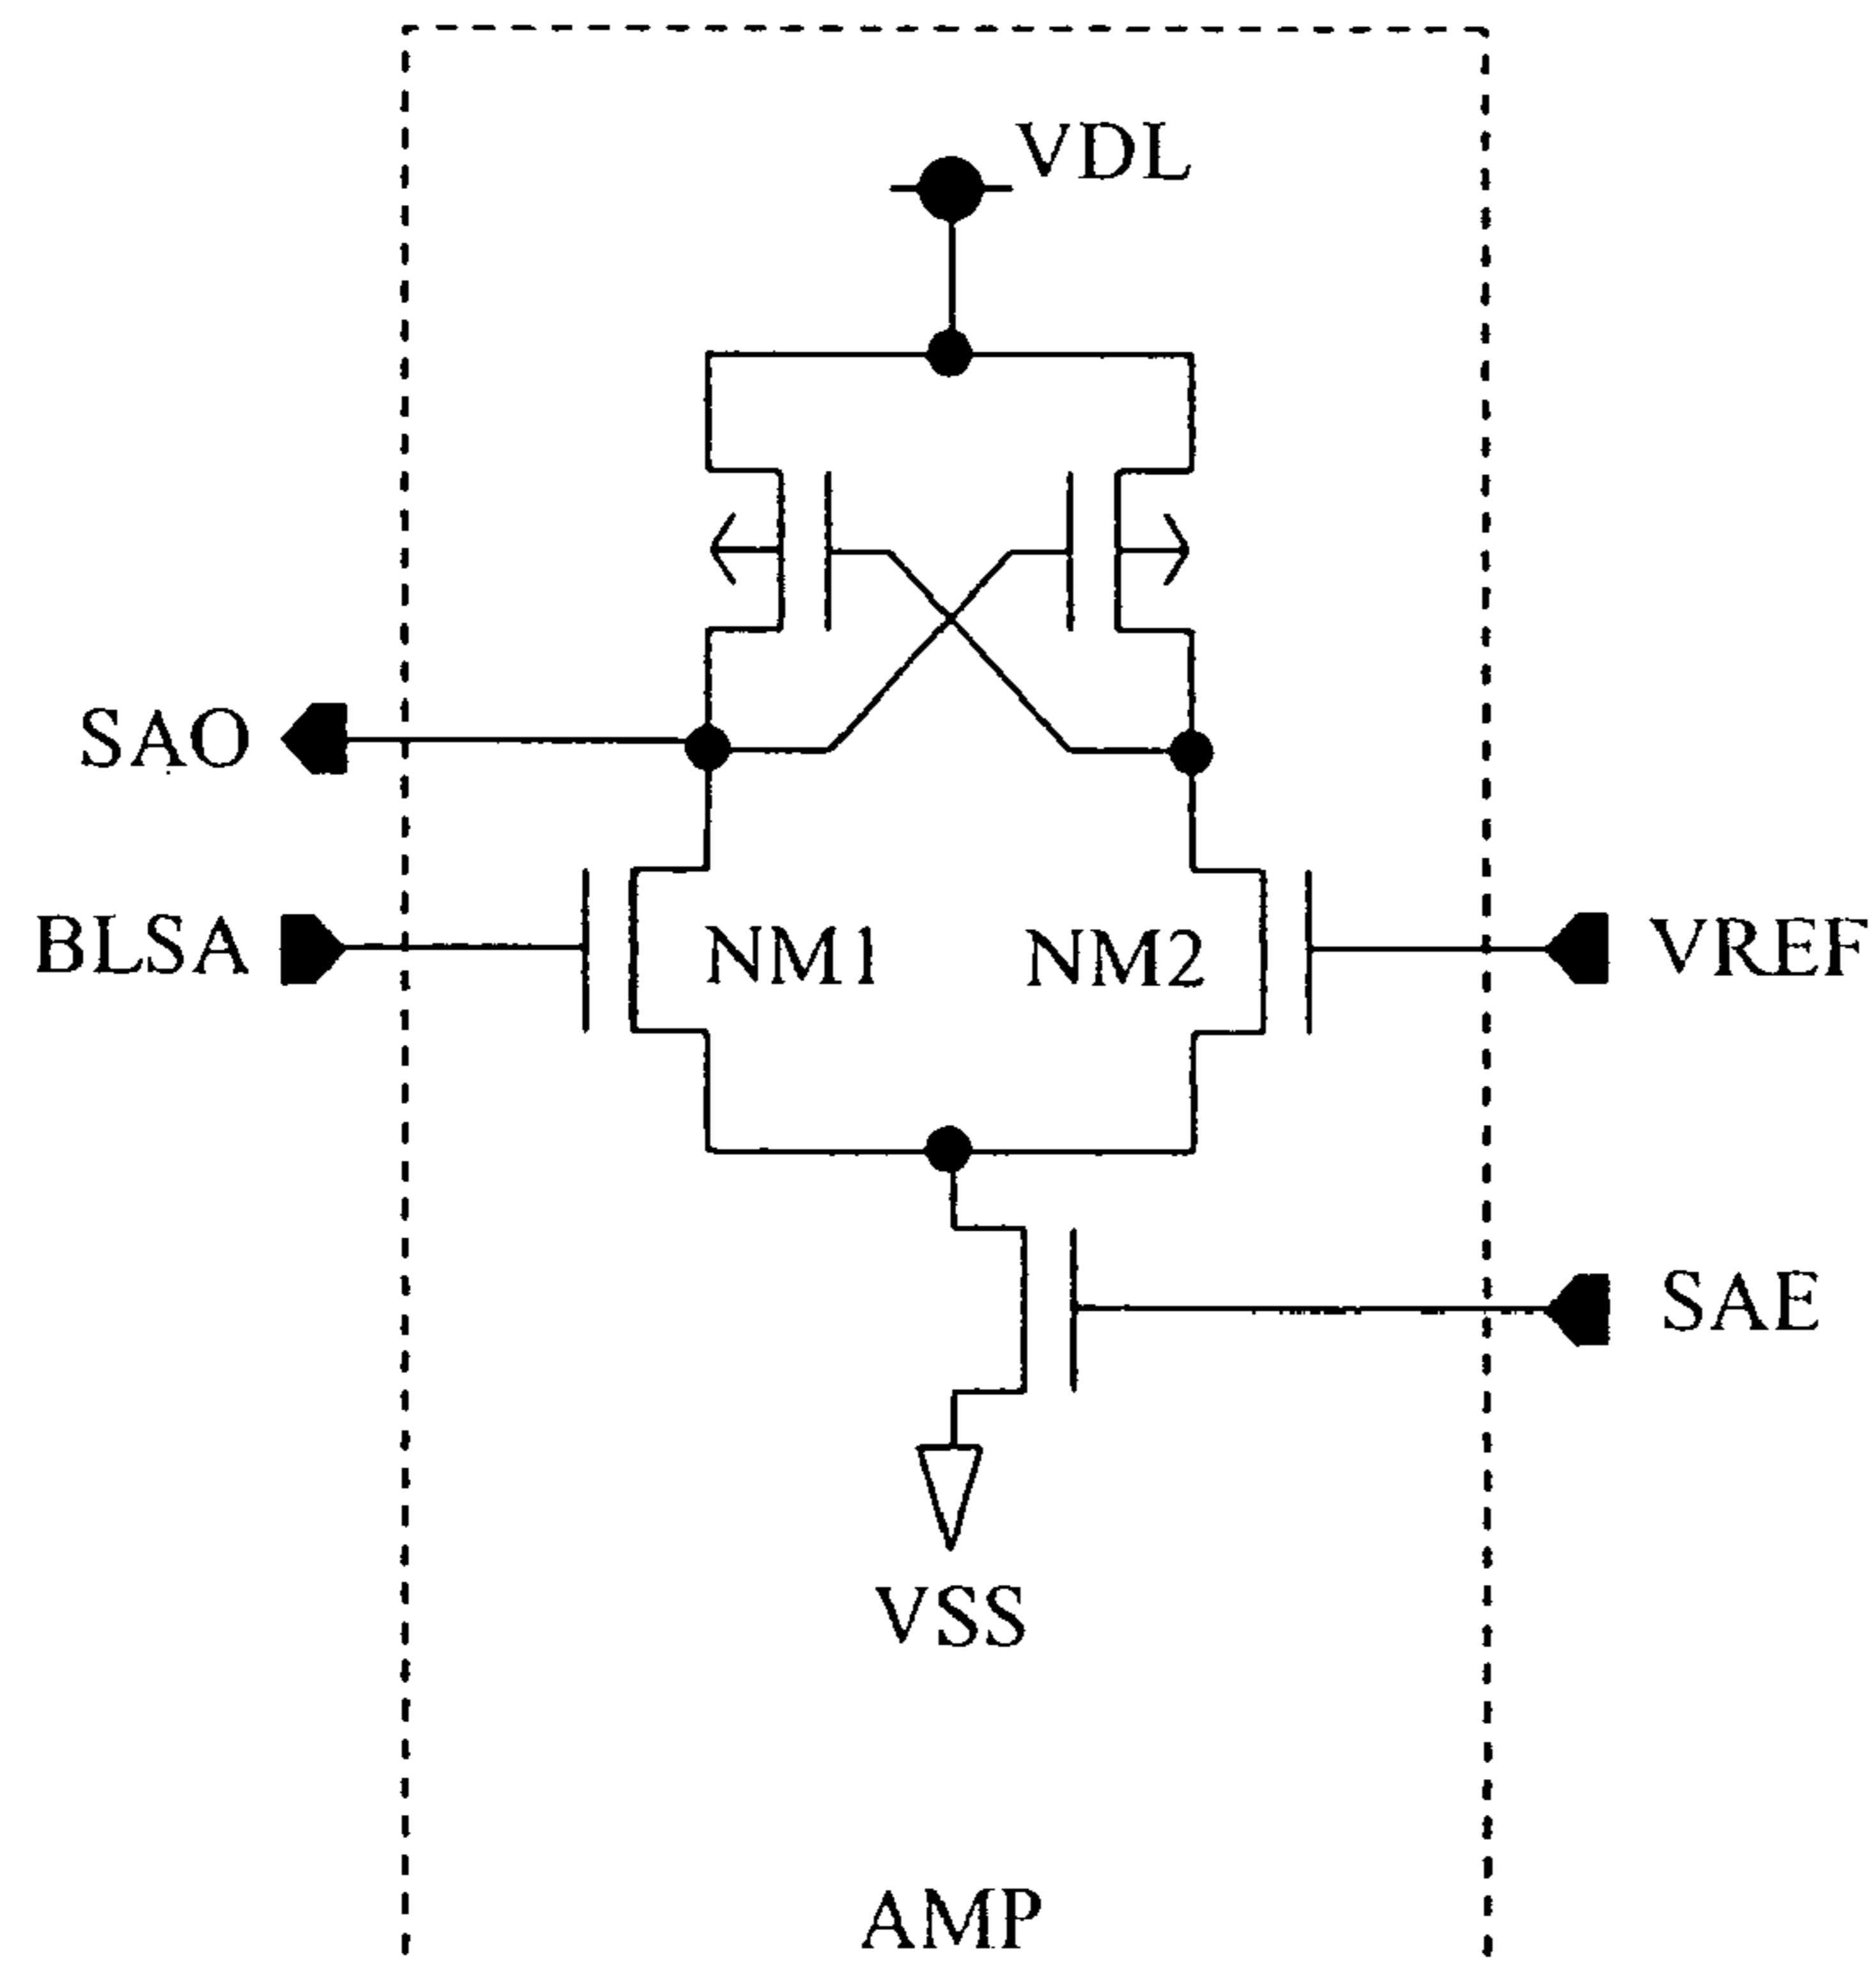 VDL
SAO
BLSA
NM1
NM2
VREF
SAE
VSS
AMP